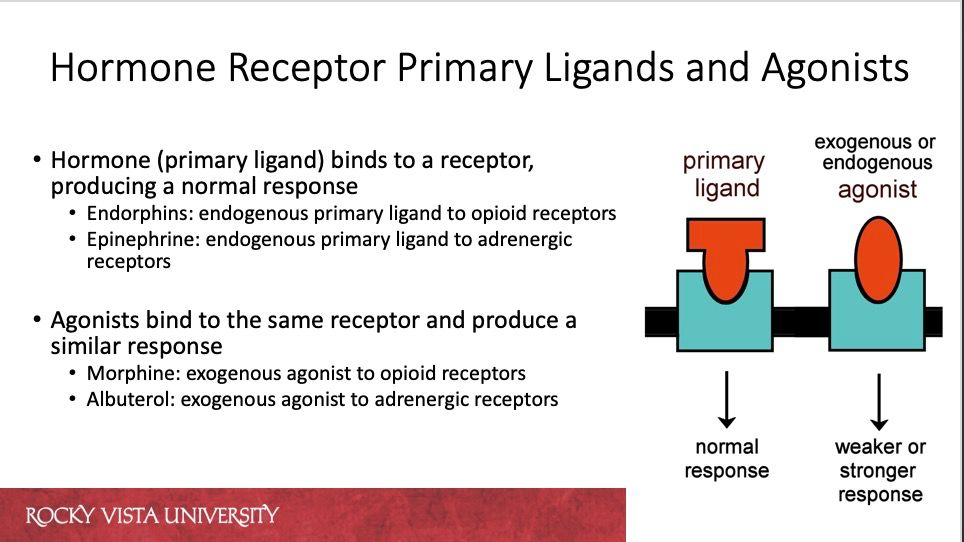 Hormone Receptor Primary Ligands and Agonists
• Hormone (primary ligand) binds to a receptor,
producing a normal response
• Endorphins: endogenous primary ligand to opioid receptors
• Epinephrine: endogenous primary ligand to adrenergic
receptors
• Agonists bind to the same receptor and produce a
similar response
• Morphine: exogenous agonist to opioid receptors
• Albuterol: exogenous agonist to adrenergic receptors
primary
ligand
exogenous or
endogenous
agonist
normal
response
weaker or
stronger
response
ROCKY VISTA UNIVERSITY